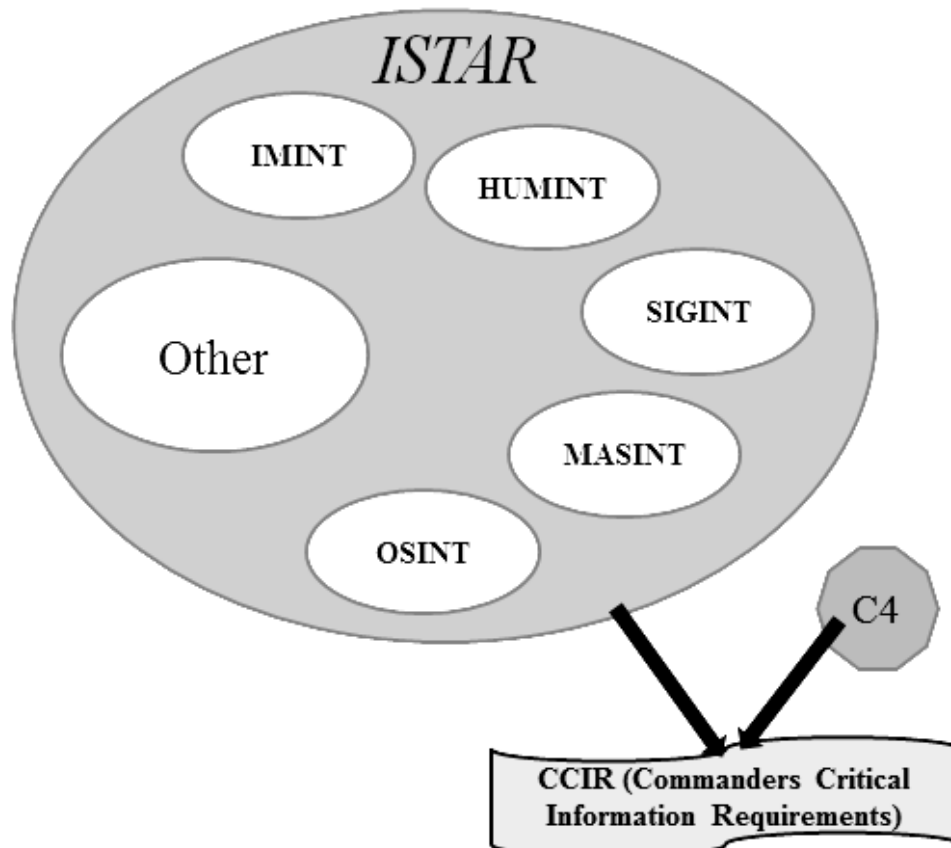 ISTAR
IMINT
HUMINT
SIGINT
Other
MASINT
OSINT
C4
CCIR (Commanders Critical
Information Requirements)